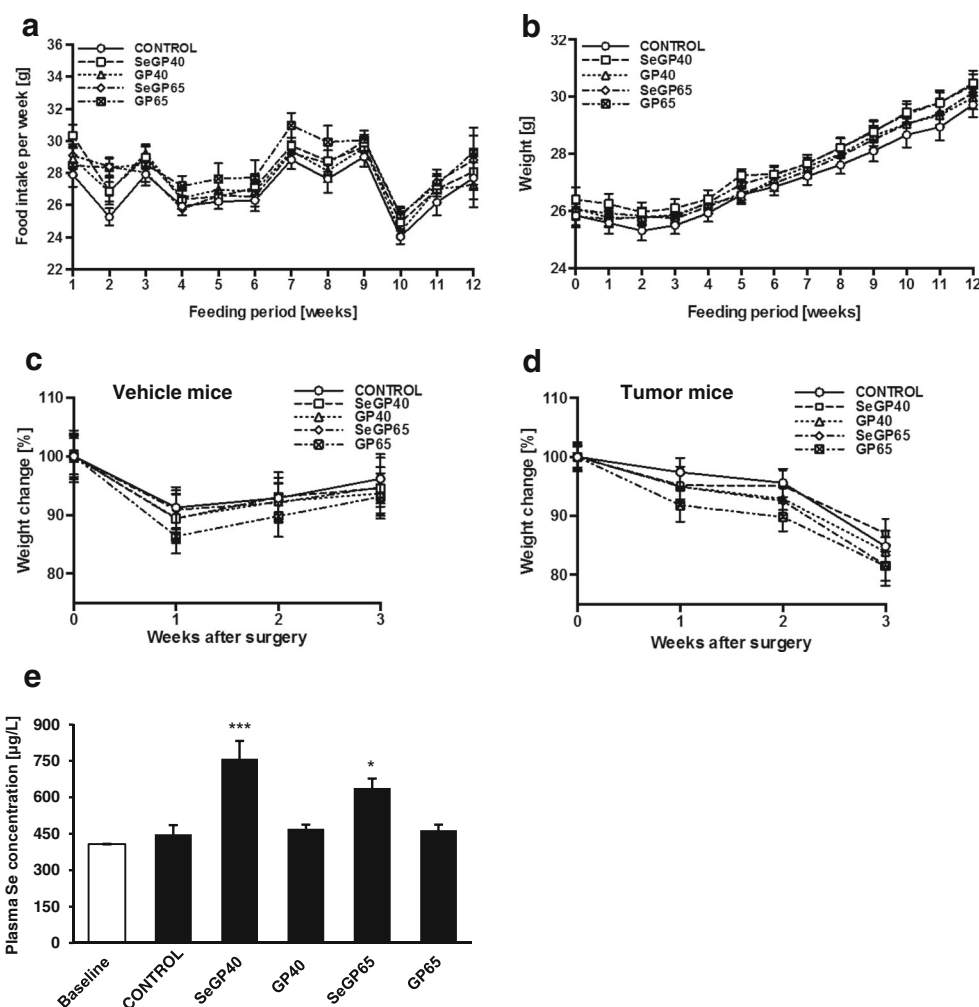 a
Food intake per week [g]
36
34
32
30
28
26
24
22
CONTROL
SeGP40
GP40
SeGP65
GP65
1 2 3 4 5 6 7 8 9 10 11 12
Feeding period [weeks]
b
Weight [g]
32
30
28
26
24
CONTROL
SeGP40
GP40
SeGP65
GP65
0 1 2 3 4 5 6 7 8 9 10 11 12
Feeding period [weeks]
c
Vehicle mice
Weight change [%]
110
100
90
80
CONTROL
SeGP40
GP40
SeGP65
GP65
0 1 2 3
Weeks after surgery
d
Tumor mice
Weight change [%]
110
100
90
80
CONTROL
SeGP40
GP40
SeGP65
GP65
0 1 2 3
Weeks after surgery
e
Plasma Se concentration [µg/L]
900
750
600
450
300
150
0
***
*
Baseline CONTROL SeGP40 GP40 SeGP65 GP65